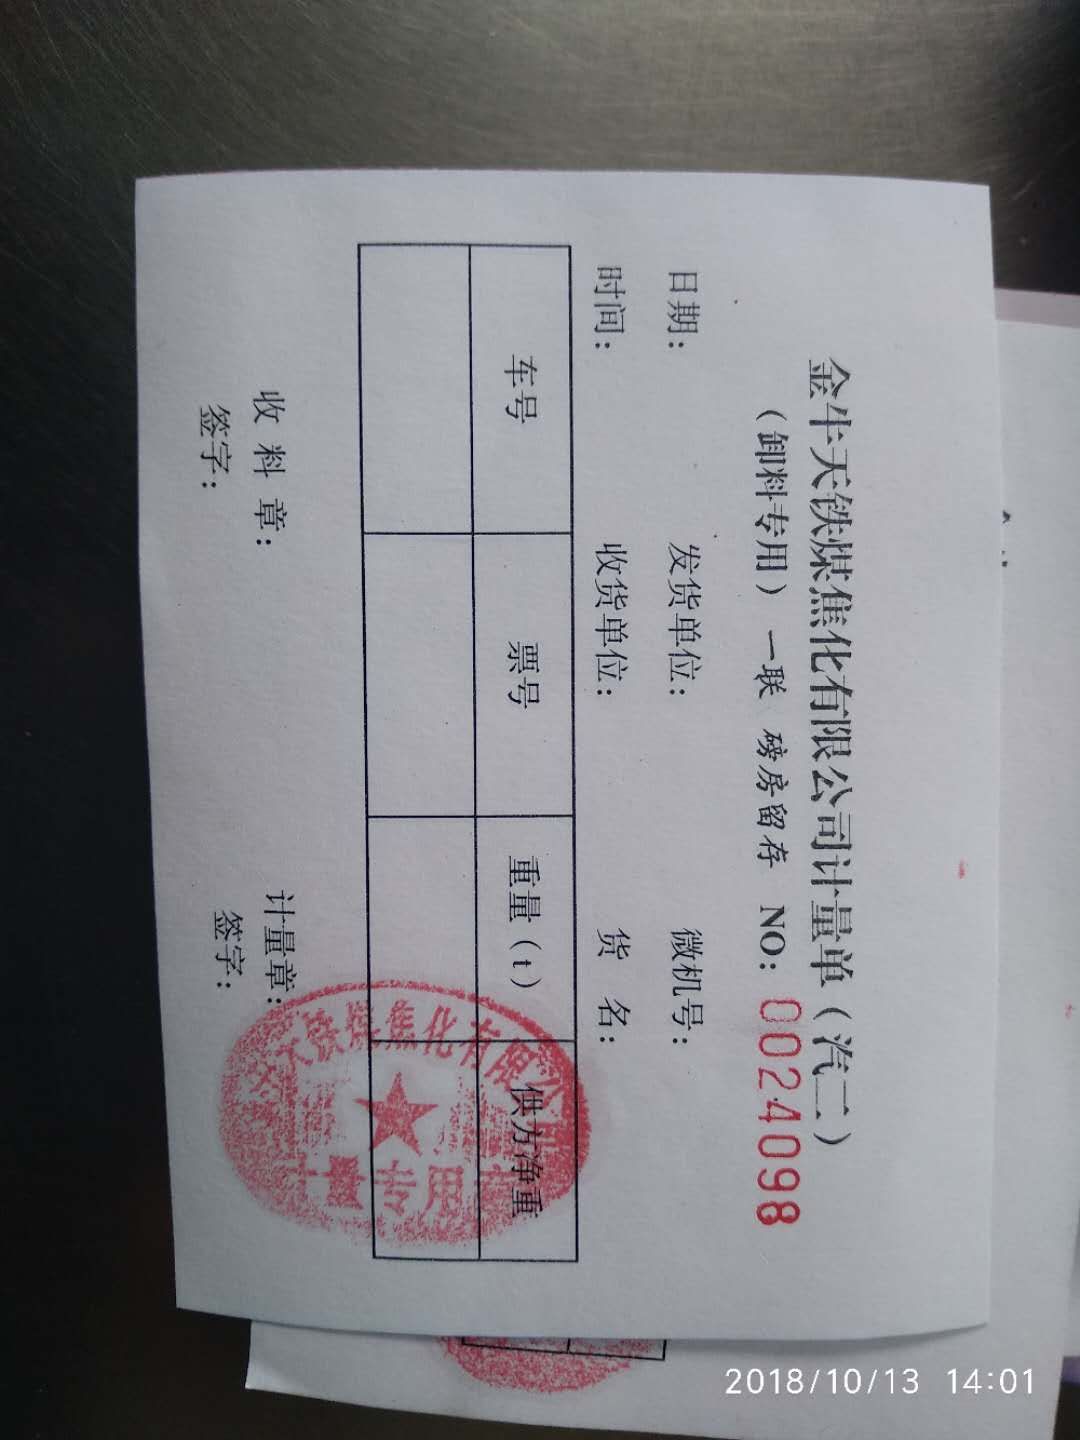 金牛天铁煤焦化有限公司计量单（汽二）
（卸料专用）一联 磅房留存 NO: 0024098
日期: 发货单位: 微机号:
时间: 收货单位: 货 名:
车号 票号 重量(t) 供方净重
收 料 章: 计量章:
签字: 签字:
天铁煤焦化有限公司
计量专用章
2018/10/13 14:01